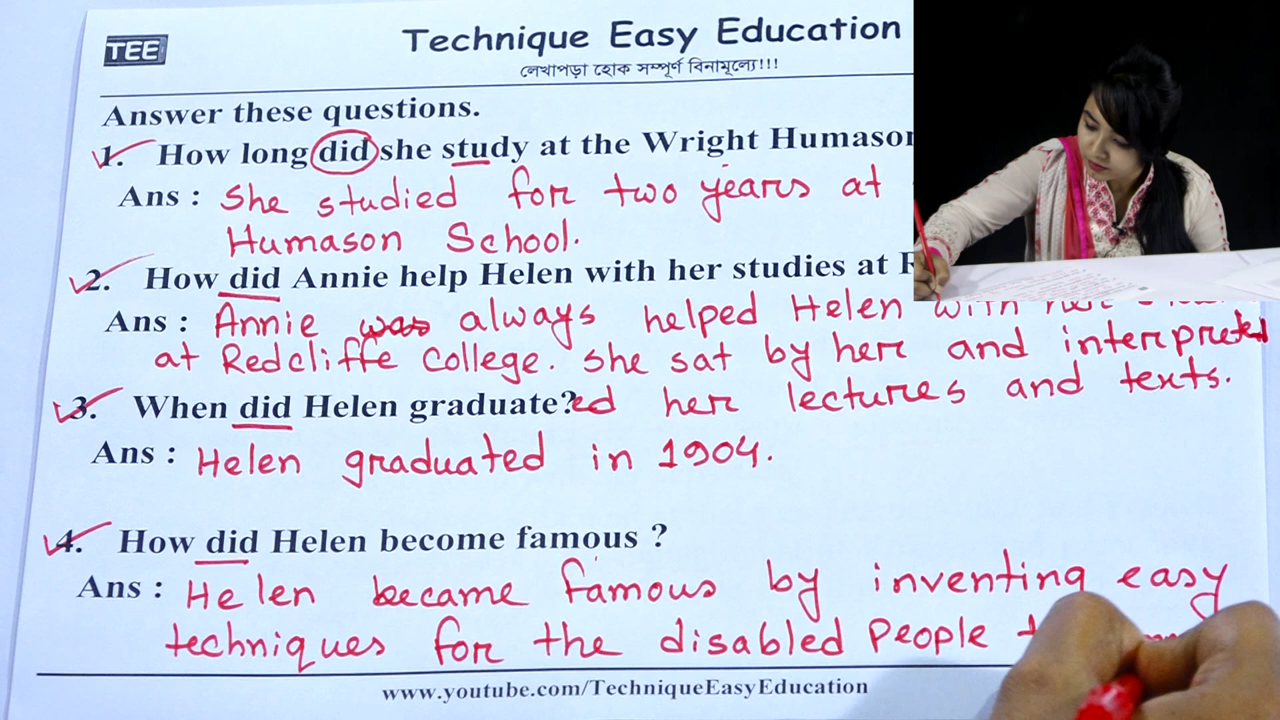 TEE
Technique Easy Education
লেখাপড়া হোক সম্পূর্ণ বিনামূল্যে!!!
Answer these questions.
1. How long did she study at the Wright Humason
Ans : She studied for two years at
Humason School.
2. How did Annie help Helen with her studies at
Ans : Annie was always helped Helen with her
at Redcliffe College. She sat by her and interpreted
3. When did Helen graduate? ed her lectures and texts.
Ans : Helen graduated in 1904.
4. How did Helen become famous ?
Ans : Helen became famous by inventing easy
techniques for the disabled People
www.youtube.com/TechniqueEasyEducation